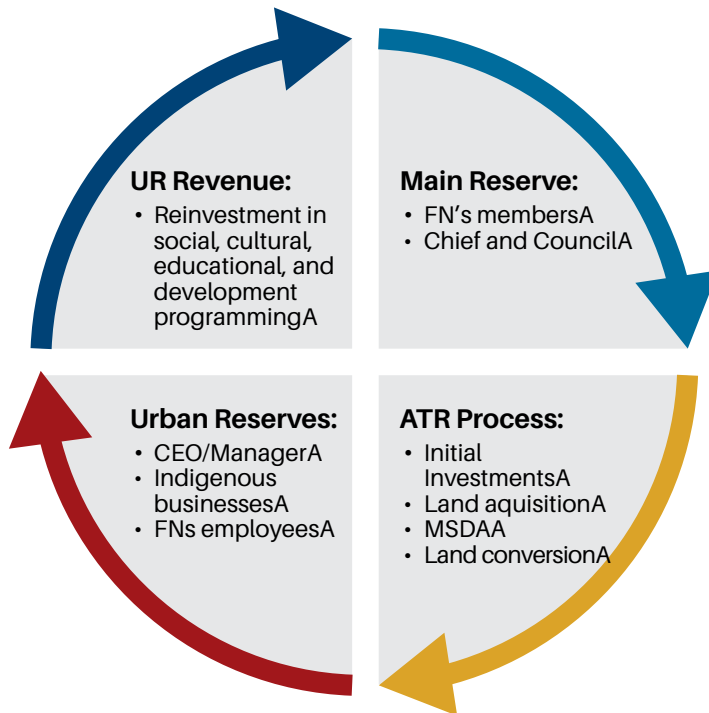 UR Revenue:
• Reinvestment in
social, cultural,
educational, and
development
programmingA
Main Reserve:
• FN's membersA
• Chief and CouncilA
Urban Reserves:
• CEO/ManagerA
• Indigenous
businessesA
• FNs employeesA
ATR Process:
• Initial
InvestmentsA
• Land aquisitionA
• MSDAA
• Land conversionA